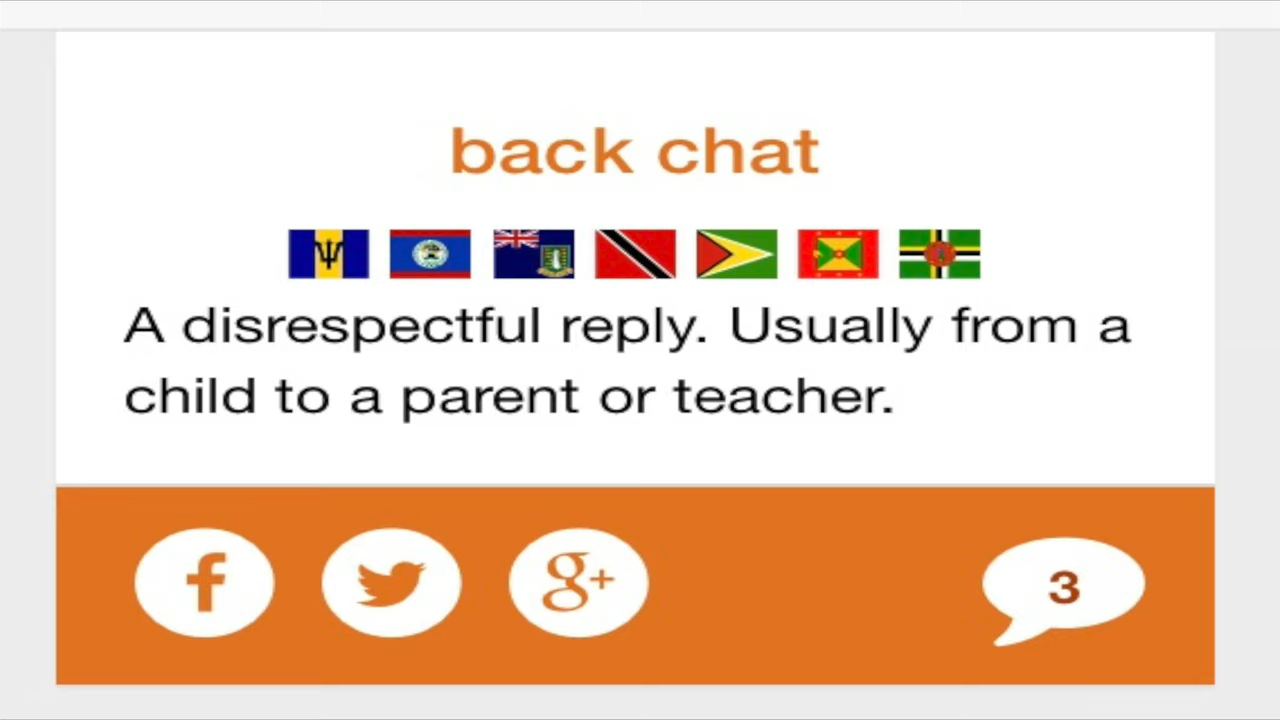 back chat
A disrespectful reply. Usually from a
child to a parent or teacher.
3